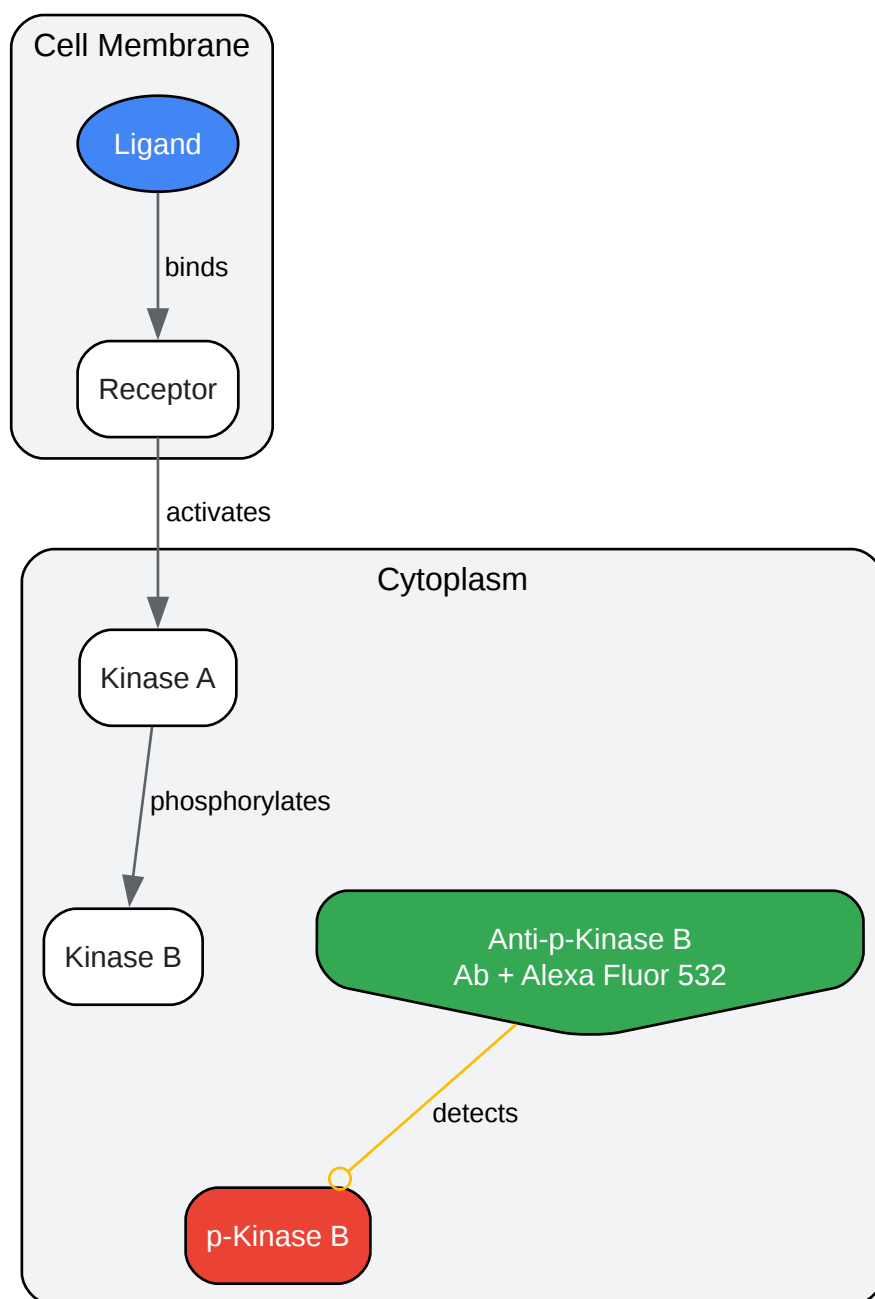 Cell Membrane
Ligand
binds
Receptor
activates
Cytoplasm
Kinase A
phosphorylates
Kinase B
Anti-p-Kinase B
Ab + Alexa Fluor 532
detects
p-Kinase B